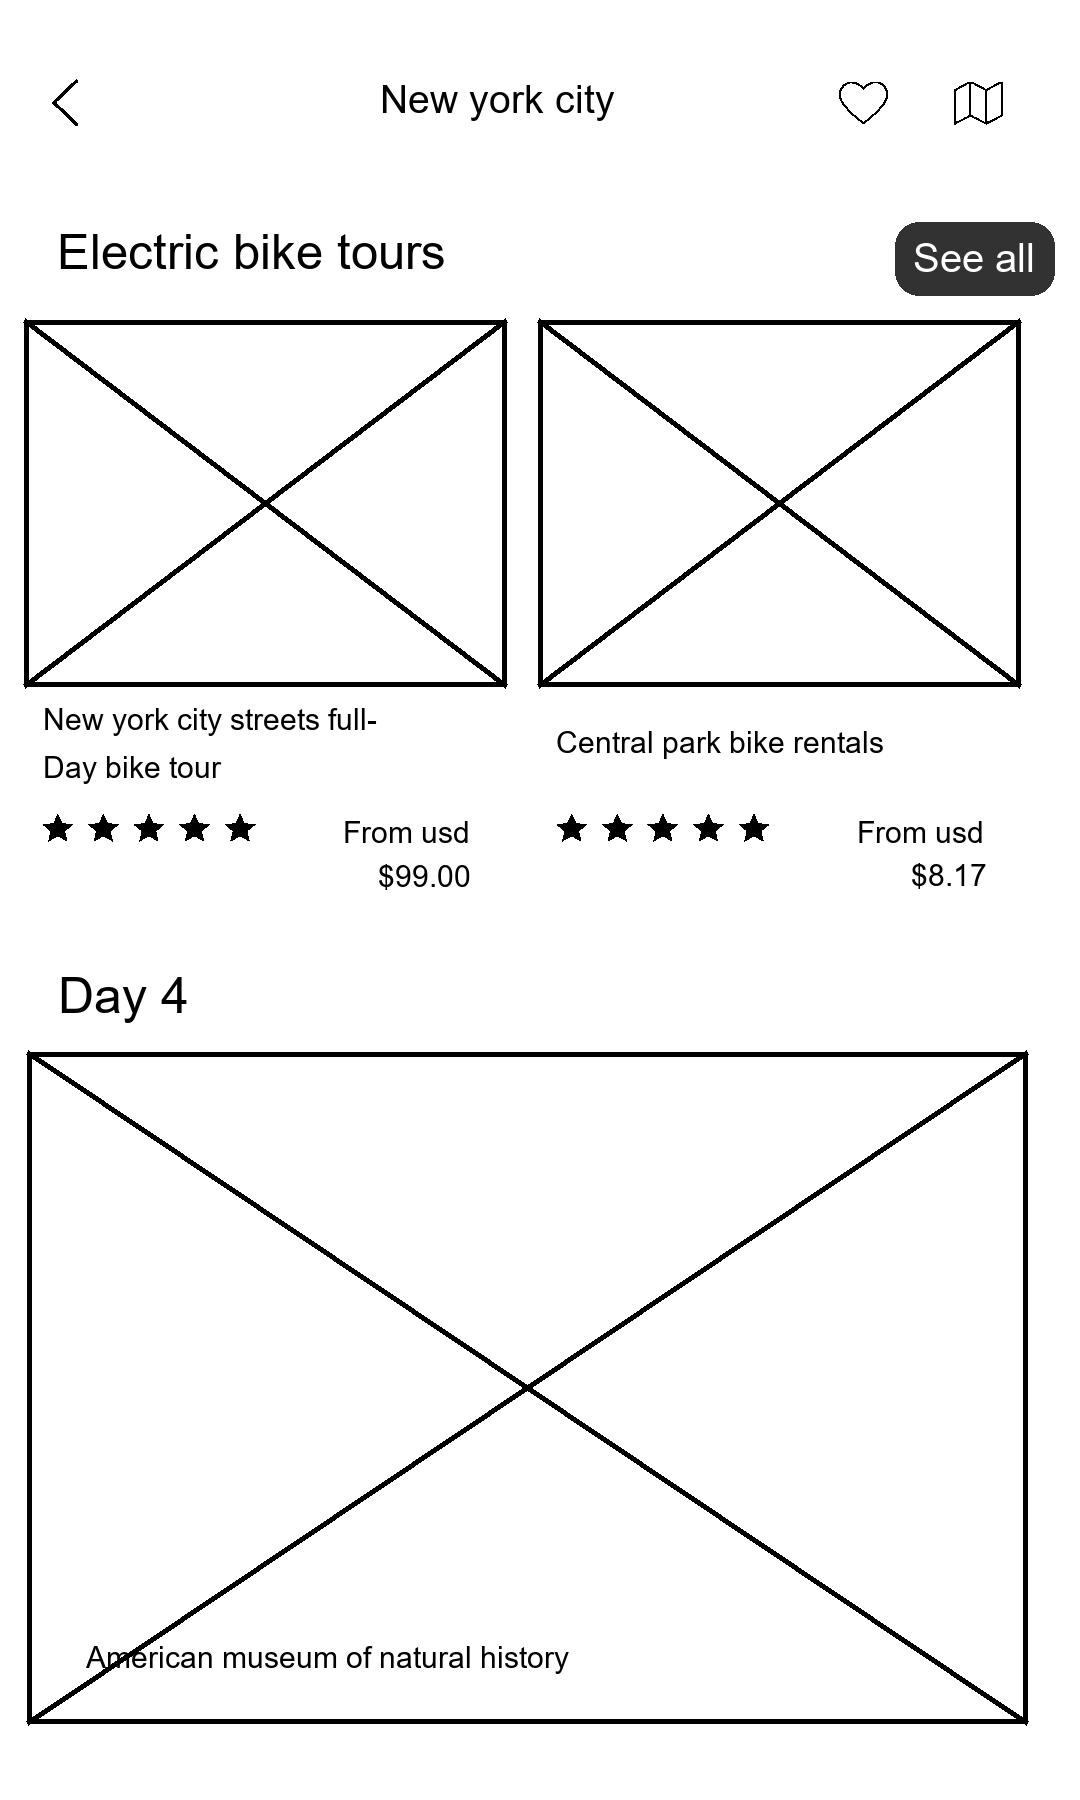 New york city
Electric bike tours
See all
New york city streets full-
Day bike tour
From usd
$99.00
Central park bike rentals
From usd
$8.17
Day 4
American museum of natural history